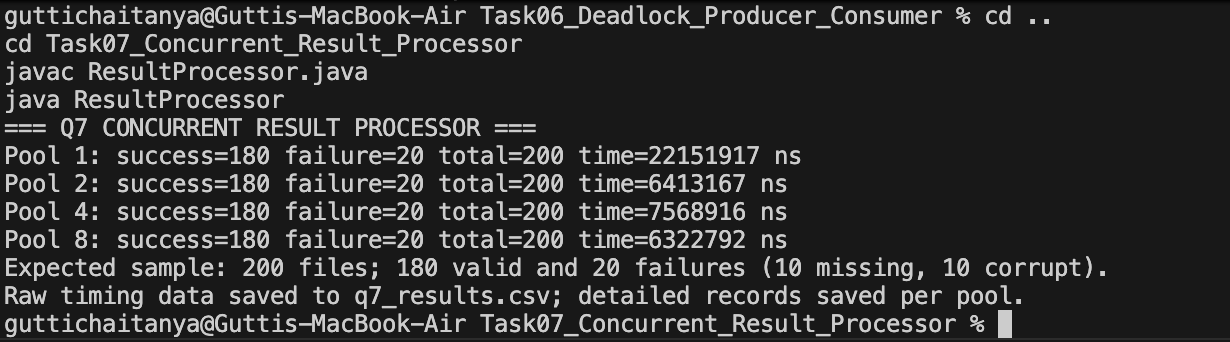 guttichaitanya@Guttis-MacBook-Air Task06_Deadlock_Producer_Consumer % cd ..
cd Task07_Concurrent_Result_Processor
javac ResultProcessor.java
java ResultProcessor
=== Q7 CONCURRENT RESULT PROCESSOR ===
Pool 1: success=180 failure=20 total=200 time=22151917 ns
Pool 2: success=180 failure=20 total=200 time=6413167 ns
Pool 4: success=180 failure=20 total=200 time=7568916 ns
Pool 8: success=180 failure=20 total=200 time=6322792 ns
Expected sample: 200 files; 180 valid and 20 failures (10 missing, 10 corrupt).
Raw timing data saved to q7_results.csv; detailed records saved per pool.
guttichaitanya@Guttis-MacBook-Air Task07_Concurrent_Result_Processor %